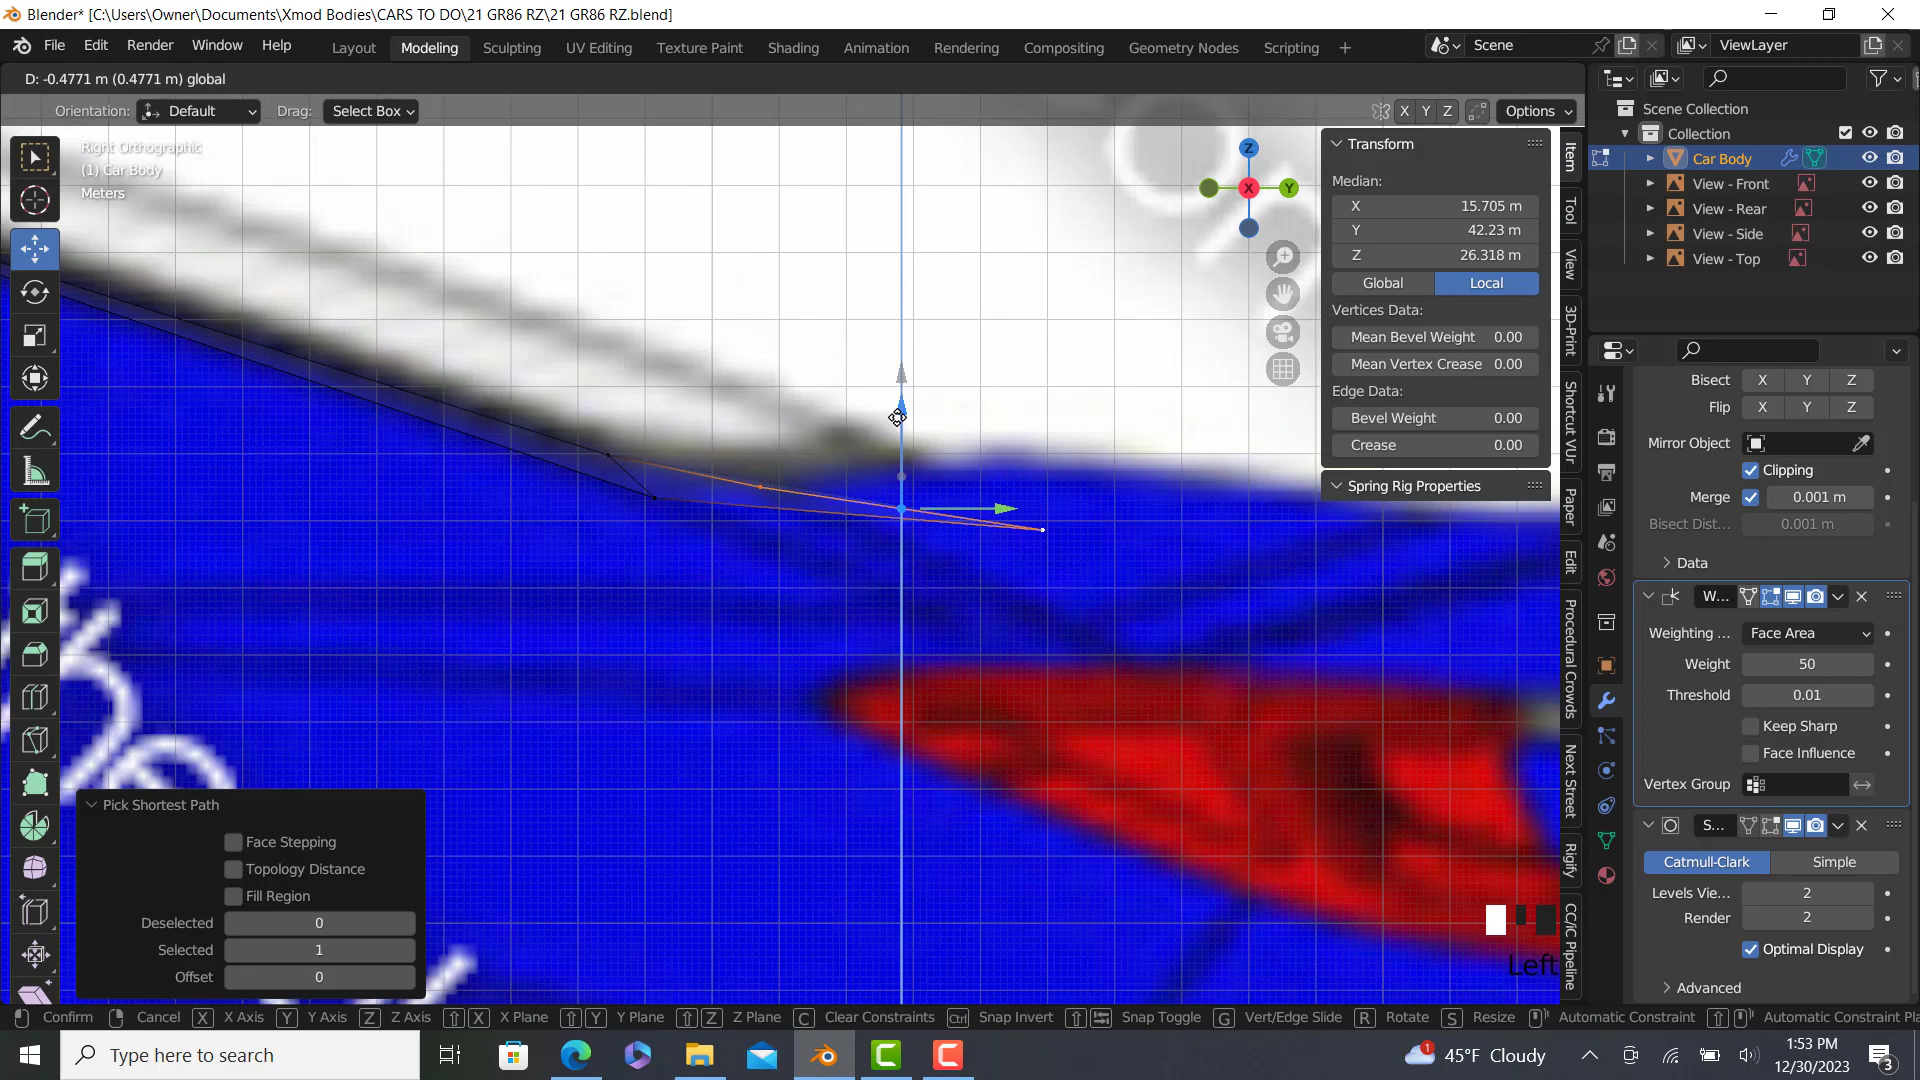 Blender* [C:\Users\Owner\Documents\Xmod Bodies\CARS TO DO\21 GR86 RZ\21 GR86 RZ.blend]
File Edit Render Window Help
Layout Modeling Sculpting UV Editing Texture Paint Shading Animation Rendering Compositing Geometry Nodes Scripting +
Scene
ViewLayer
D: -0.4771 m (0.4771 m) global
Orientation: Default Drag: Select Box
X Y Z Options
Right Orthographic
(1) Car Body
Meters
Z
X
Y
Transform
Median:
X 15.705 m
Y 42.23 m
Z 26.318 m
Global Local
Vertices Data:
Mean Bevel Weight 0.00
Mean Vertex Crease 0.00
Edge Data:
Bevel Weight 0.00
Crease 0.00
Spring Rig Properties
Item
Tool
View
3D-Print
Shortcut VUr
Paper
Edit
Procedural Crowds
Next Street
Rigify
CC/iC Pipeline
Scene Collection
Collection
Car Body
View - Front
View - Rear
View - Side
View - Top
Bisect X Y Z
Flip X Y Z
Mirror Object
Clipping
Merge 0.001 m
Bisect Dist... 0.001 m
Data
W...
Weighting ... Face Area
Weight 50
Threshold 0.01
Keep Sharp
Face Influence
Vertex Group
S...
Catmull-Clark Simple
Levels Vie... 2
Render 2
Optimal Display
Advanced
Pick Shortest Path
Face Stepping
Topology Distance
Fill Region
Deselected 0
Selected 1
Offset 0
Left
Confirm Cancel X X Axis Y Y Axis Z Z Axis X X Plane Y Y Plane Z Z Plane C Clear Constraints Ctrl Snap Invert Snap Toggle G Vert/Edge Slide R Rotate S Resize Automatic Constraint Automatic Constraint Pla
Type here to search
1
45°F Cloudy
1:53 PM
12/30/2023
3